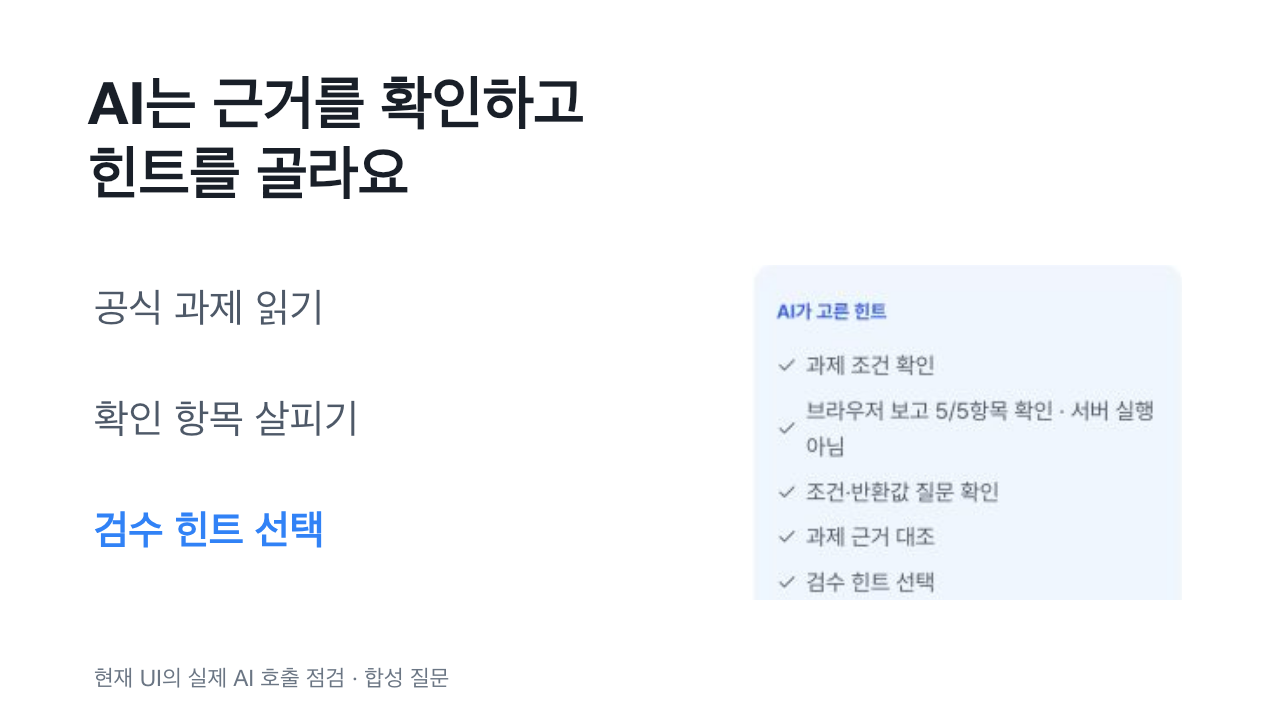 AI는 근거를 확인하고
힌트를 골라요
공식 과제 읽기
확인 항목 살피기
검수 힌트 선택
AI가 고른 힌트
과제 조건 확인
브라우저 보고 5/5항목 확인 · 서버 실행
아님
조건·반환값 질문 확인
과제 근거 대조
검수 힌트 선택
현재 UI의 실제 AI 호출 점검 · 합성 질문